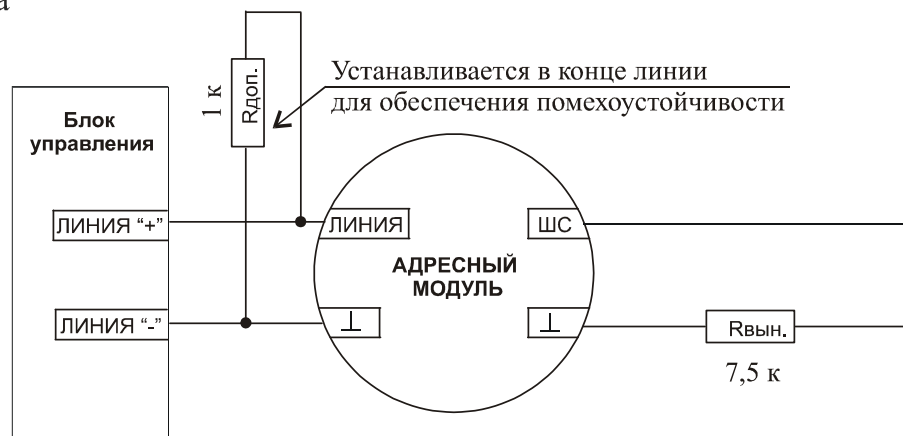 а
1 к
Rдоп.
Устанавливается в конце линии
для обеспечения помехоустойчивости
Блок
управления
ЛИНИЯ “+”
ЛИНИЯ
ШС
АДРЕСНЫЙ
МОДУЛЬ
ЛИНИЯ “-”
Rвын.
7,5 к